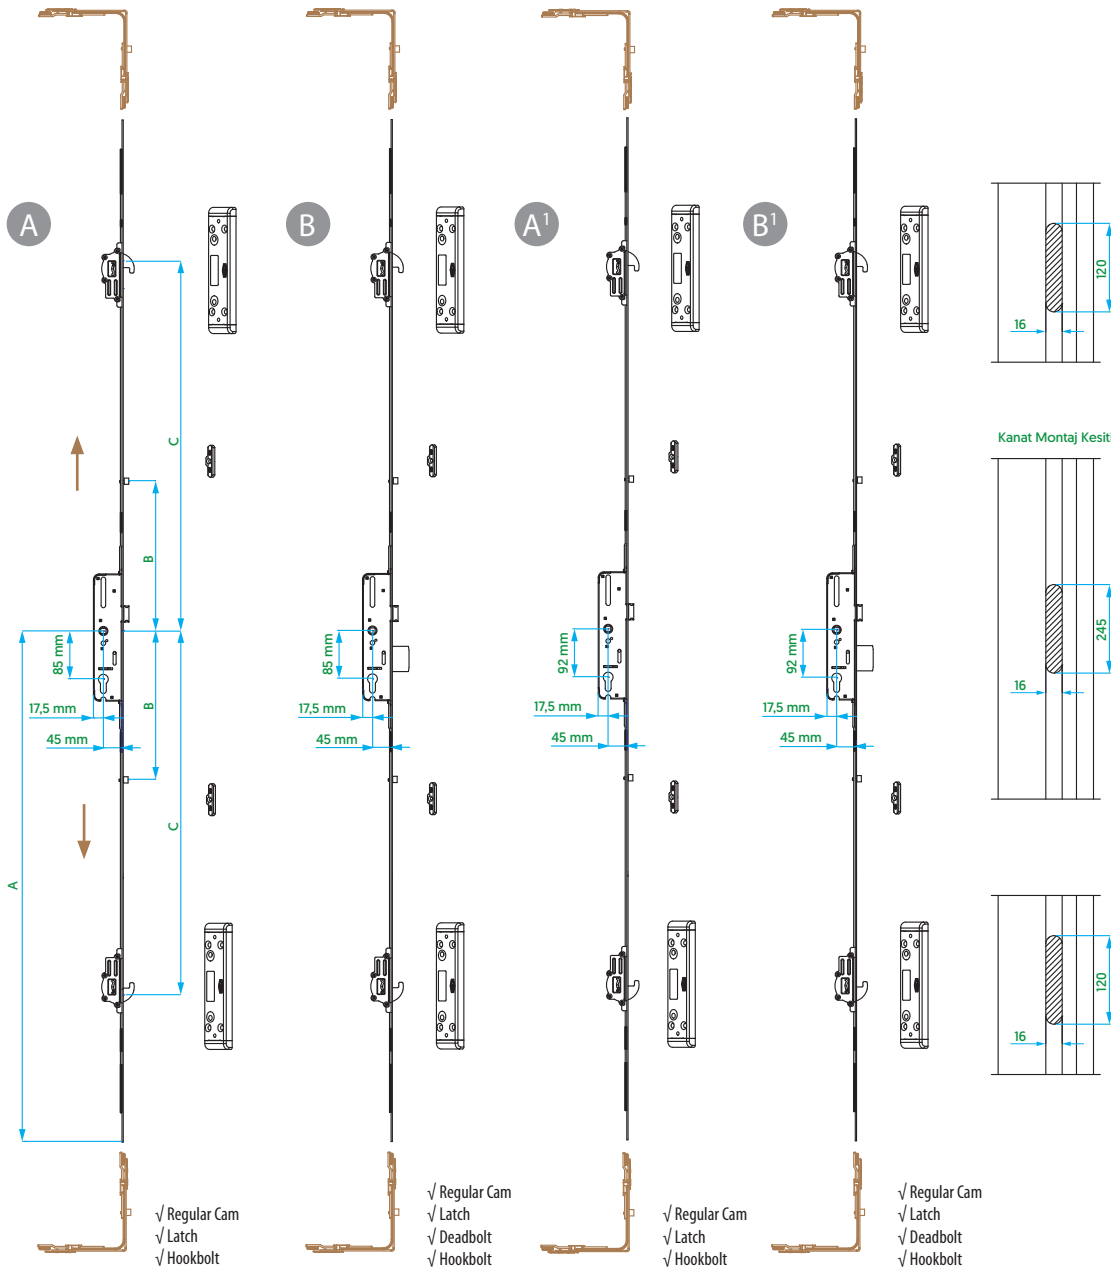 A
B
A¹
B¹
120
16
C
Kanat Montaj Kesiti
B
85 mm
85 mm
92 mm
92 mm
245
16
17,5 mm
17,5 mm
17,5 mm
17,5 mm
45 mm
45 mm
45 mm
45 mm
B
C
A
120
16
√ Regular Cam
√ Latch
√ Hookbolt
√ Regular Cam
√ Latch
√ Deadbolt
√ Hookbolt
√ Regular Cam
√ Latch
√ Hookbolt
√ Regular Cam
√ Latch
√ Deadbolt
√ Hookbolt